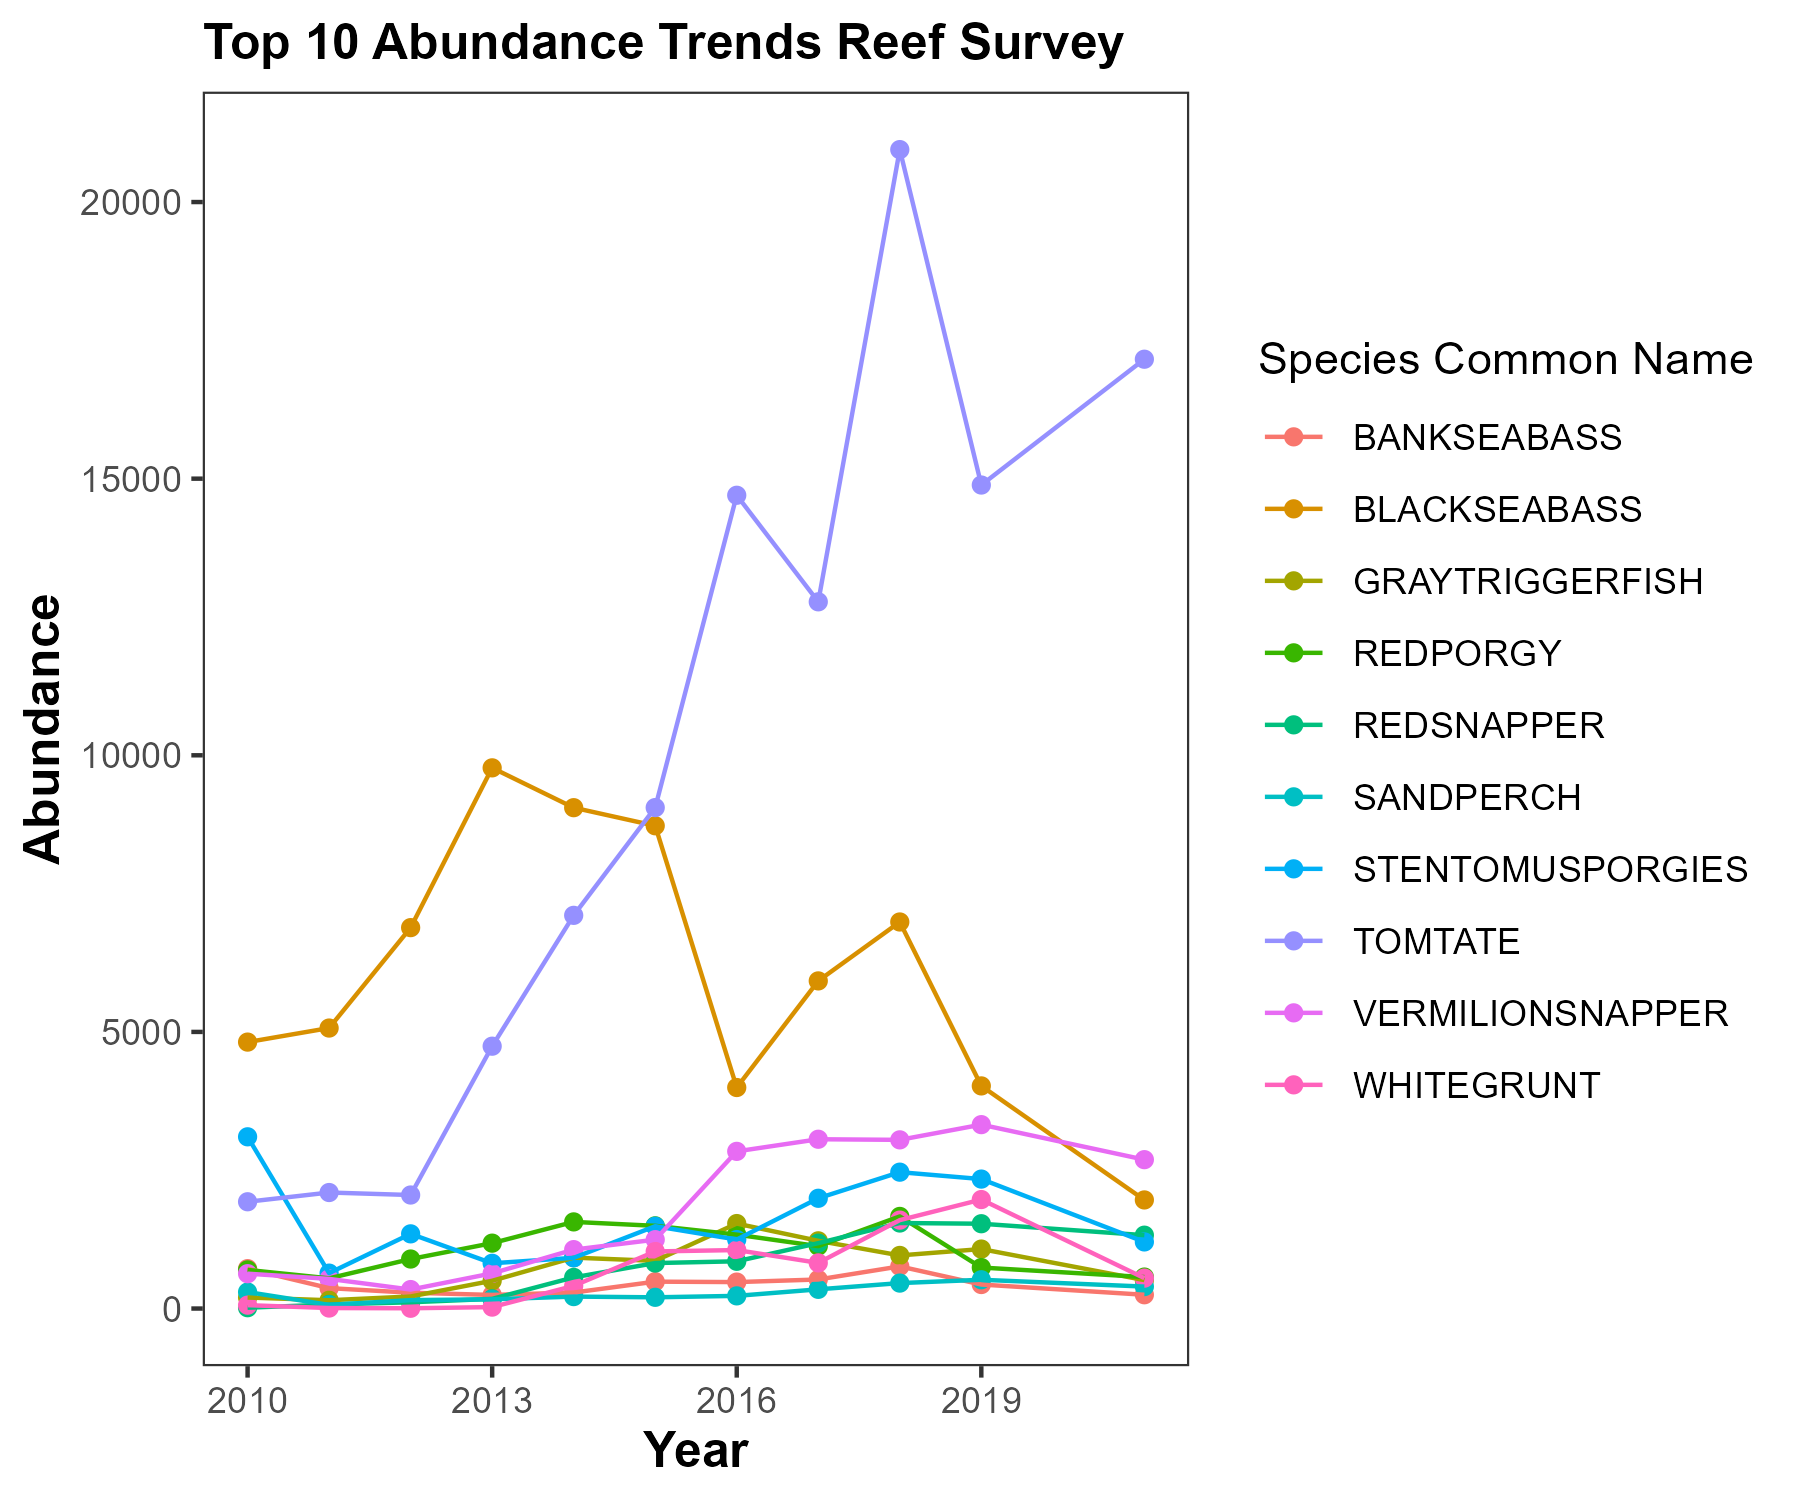 Top 10 Abundance Trends Reef Survey
20000
15000
10000
5000
0
Abundance
2010 2013 2016 2019
Year
Species Common Name
BANKSEABASS
BLACKSEABASS
GRAYTRIGGERFISH
REDPORGY
REDSNAPPER
SANDPERCH
STENTOMUSPORGIES
TOMTATE
VERMILIONSNAPPER
WHITEGRUNT